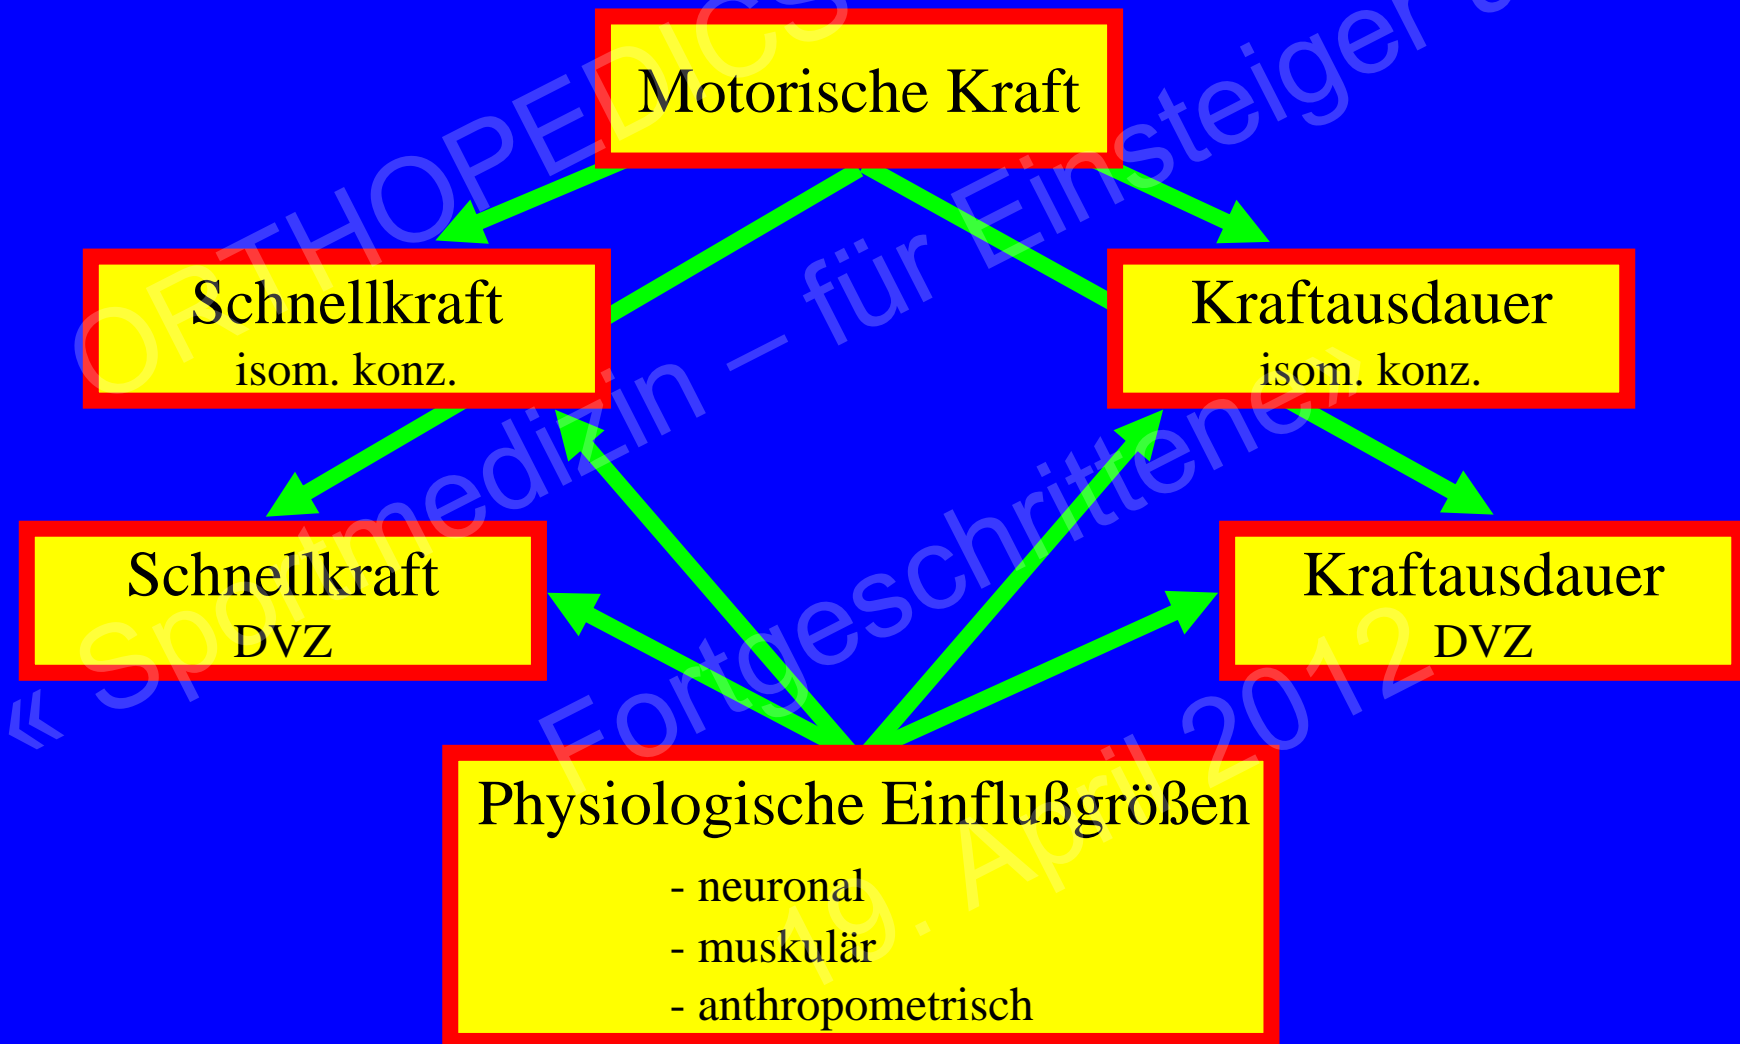 Motorische Kraft
Schnellkraft
isom. konz.
Kraftausdauer
isom. konz.
Schnellkraft
DVZ
Kraftausdauer
DVZ
Physiologische Einflußgrößen
- neuronal
- muskulär
- anthropometrisch
ORTHOPEDICS
« Sportmedizin – für Einsteiger
Fortgeschrittene»
19. April 2012